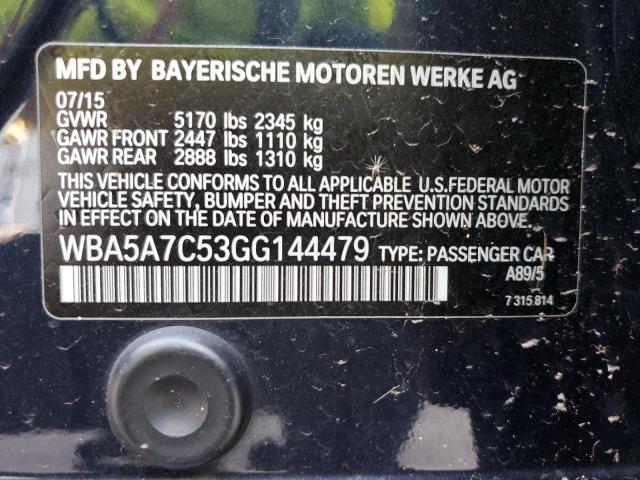 MFD BY BAYERISCHE MOTOREN WERKE AG
07/15
GVWR 5170 lbs 2345 kg
GAWR FRONT 2447 lbs 1110 kg
GAWR REAR 2888 lbs 1310 kg
THIS VEHICLE CONFORMS TO ALL APPLICABLE U.S.FEDERAL MOTOR
VEHICLE SAFETY, BUMPER, AND THEFT PREVENTION STANDARDS
IN EFFECT ON THE DATE OF MANUFACTURE SHOWN ABOVE.
WBA5A7C53GG144479 TYPE: PASSENGER CAR
A89/5
7 315 814